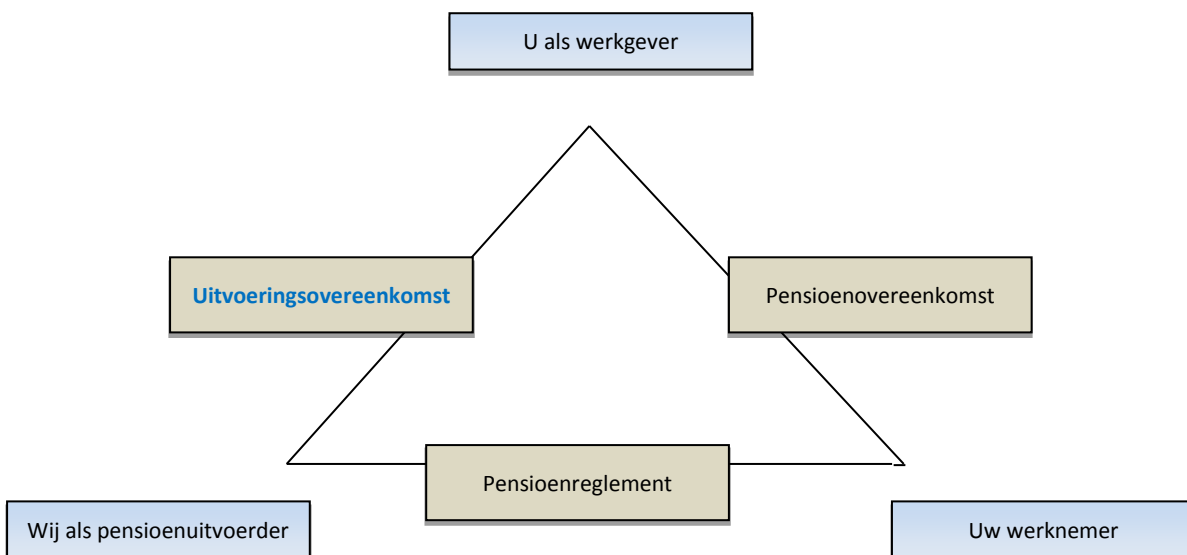 U als werkgever
Uitvoeringsovereenkomst
Pensioenovereenkomst
Pensioenreglement
Wij als pensioenuitvoerder
Uw werknemer